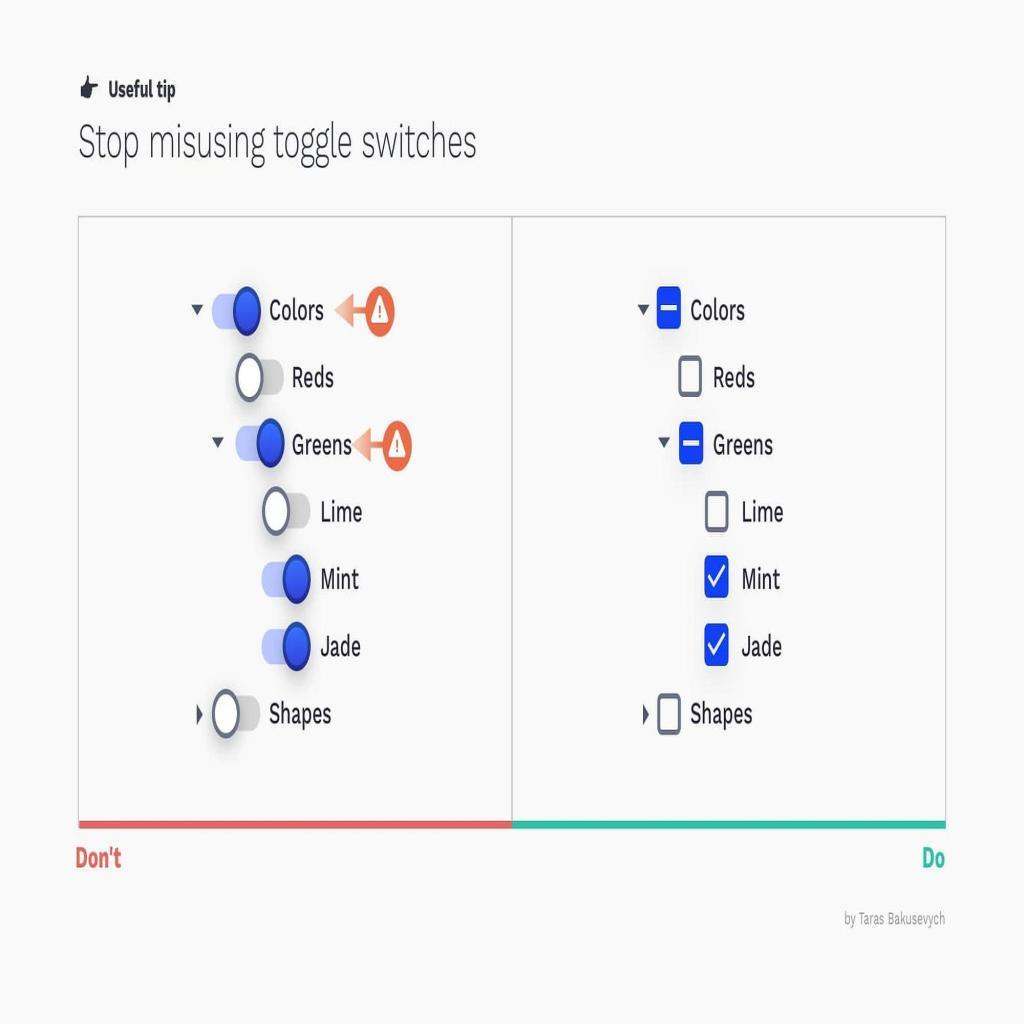 Useful tip
Stop misusing toggle switches
Colors
Reds
Greens
Lime
Mint
Jade
Shapes
Colors
Reds
Greens
Lime
Mint
Jade
Shapes
Don't
Do
by Taras Bakusevych